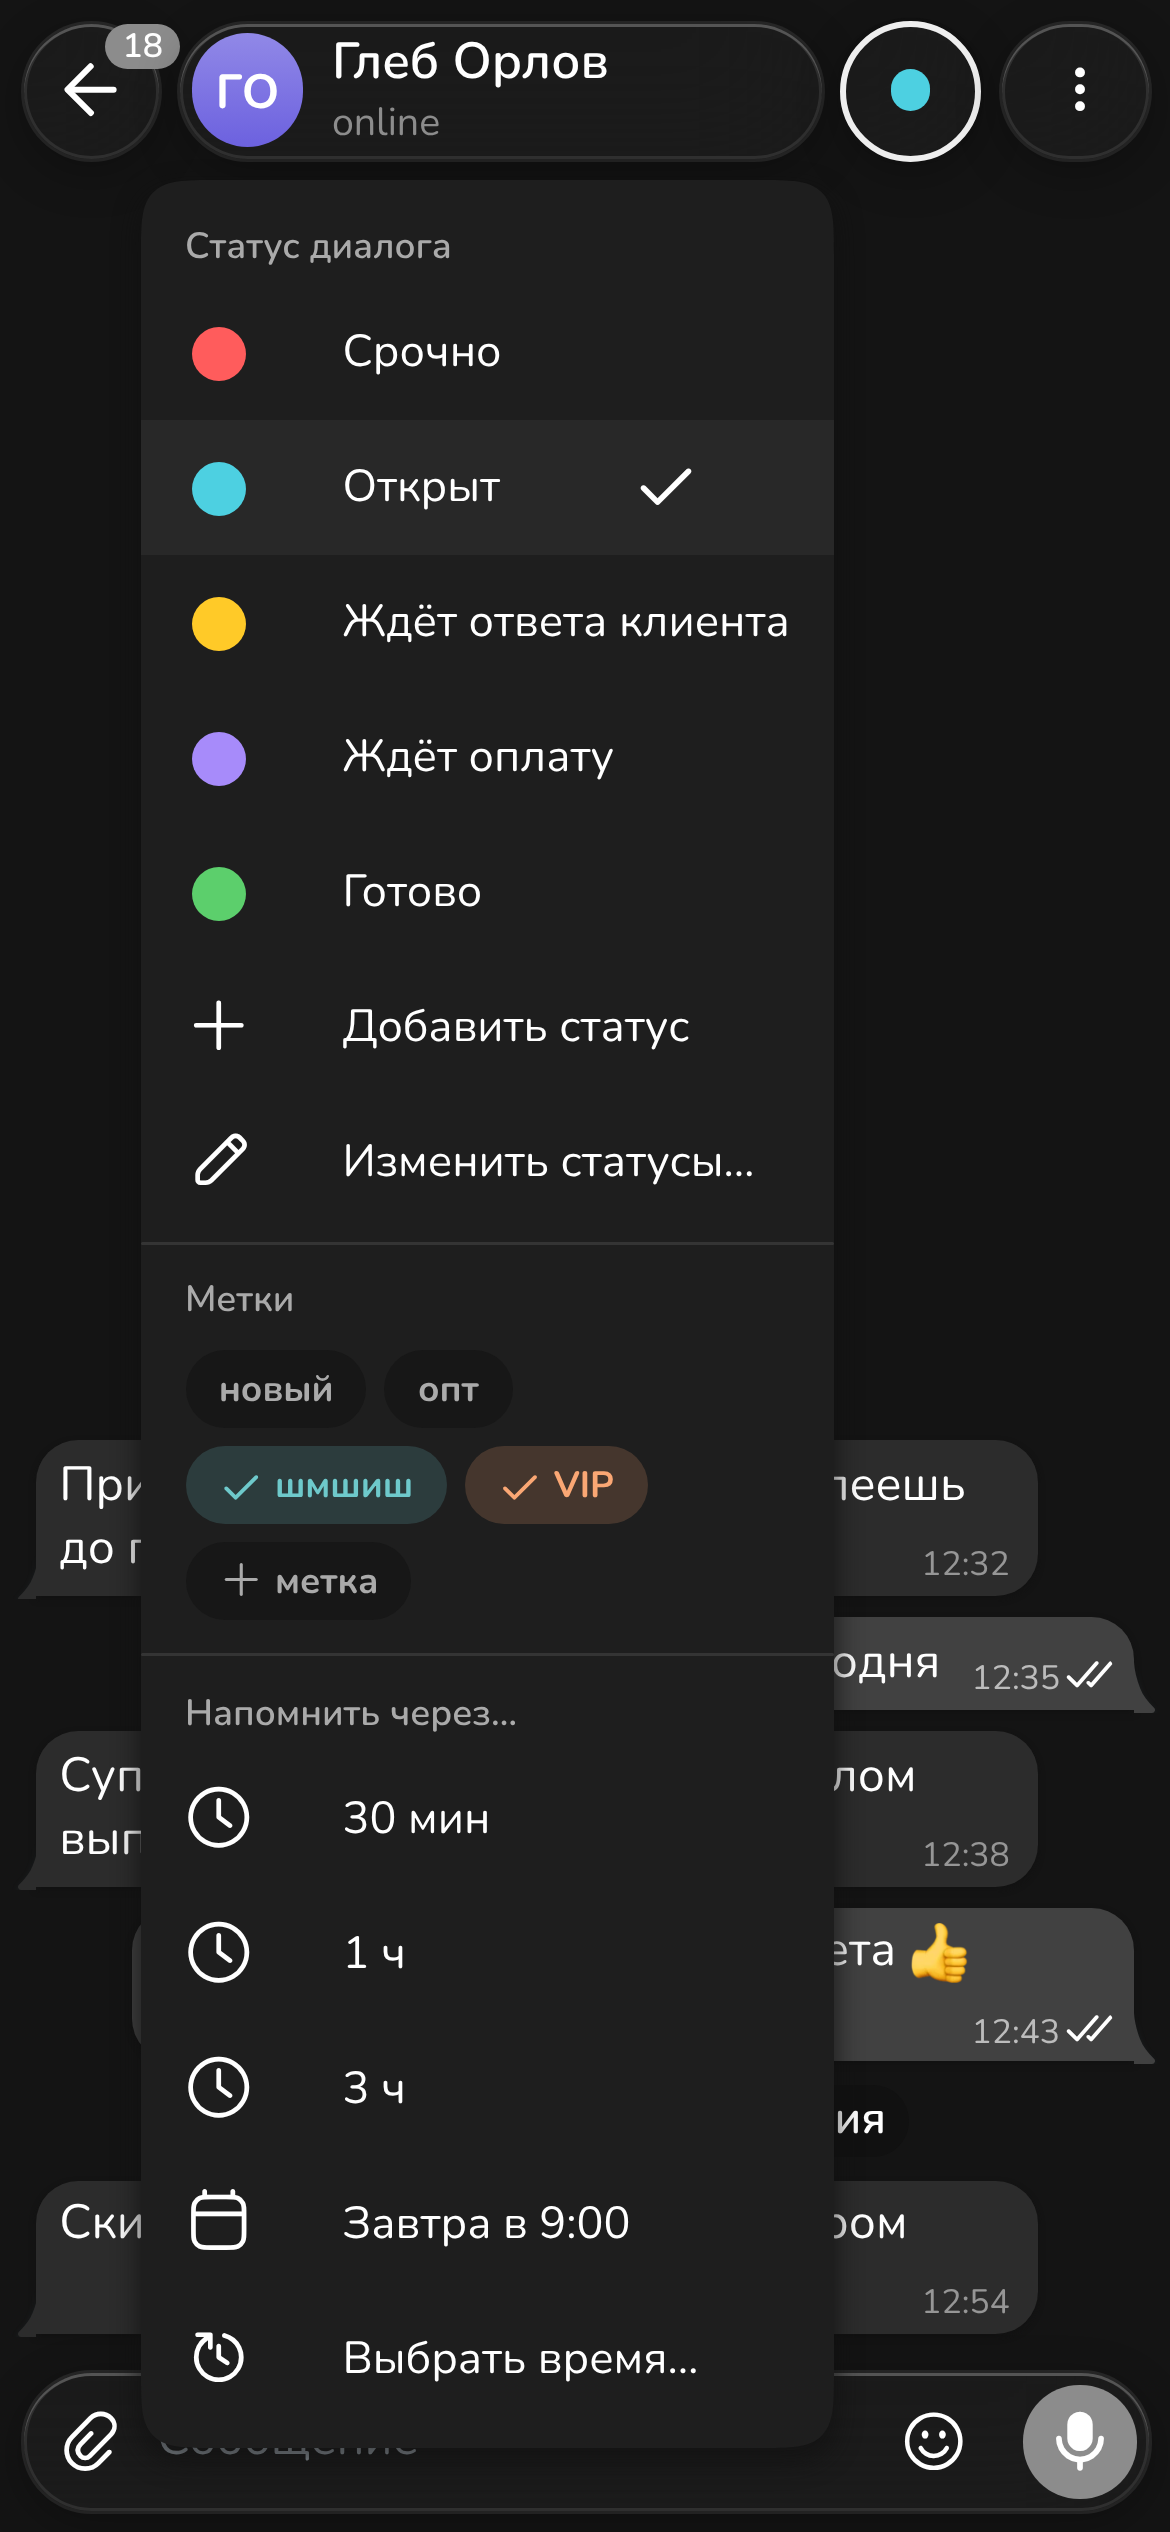 18
ГО
Глеб Орлов
online
Статус диалога
Срочно
Открыт
Ждёт ответа клиента
Ждёт оплату
Готово
Добавить статус
Изменить статусы...
Метки
новый
опт
шмшиш
VIP
метка
12:32
12:35
12:38
12:43
12:54
до
Напомнить через...
30 мин
1 ч
3 ч
Завтра в 9:00
Выбрать время...
Сообщение